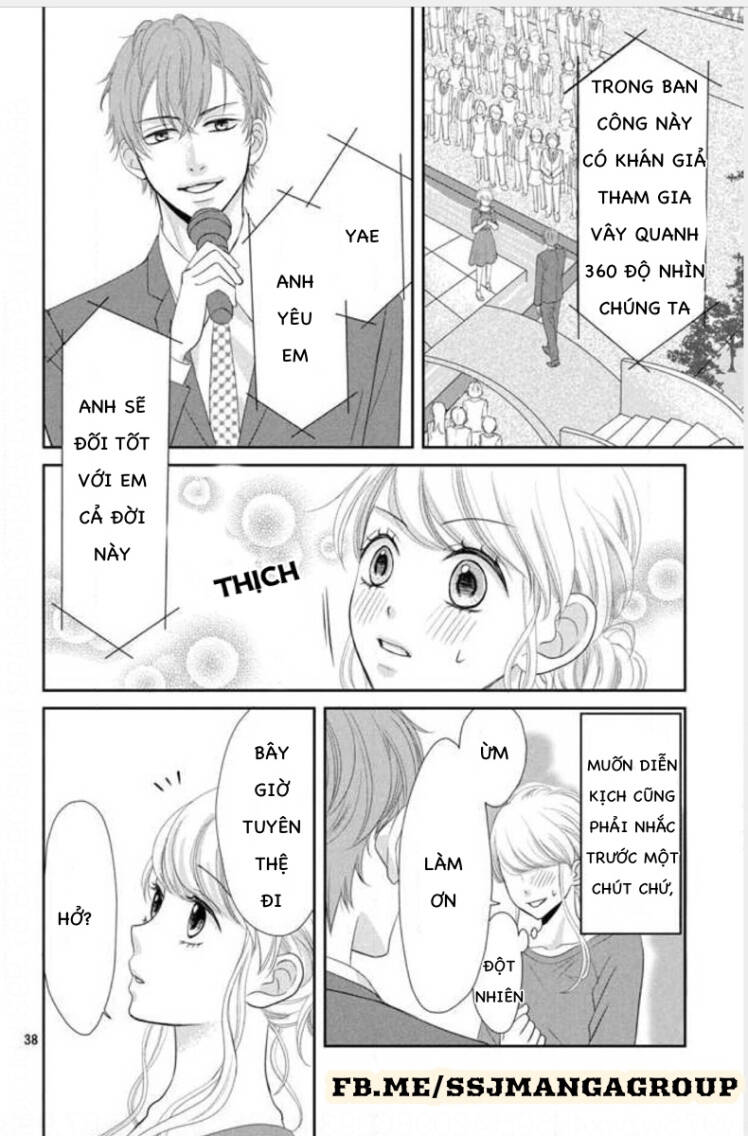 TRONG BAN
CÔNG NÀY
CÓ KHÁN GIẢ
THAM GIA
VÂY QUANH
360 ĐỘ NHÌN
CHÚNG TA
YAE
ANH
YÊU
EM
ANH SẼ
ĐỐI TỐT
VỚI EM
CẢ ĐỜI
NÀY
THỊCH
MUỐN DIỄN
KỊCH CŨNG
PHẢI NHẮC
TRƯỚC MỘT
CHÚT CHỨ,
ỪM
LÀM
ƠN
ĐỘT
NHIÊN
BÂY
GIỜ
TUYÊN
THỆ
ĐI
HỞ?
38
FB.ME/SSJMANGAGROUP